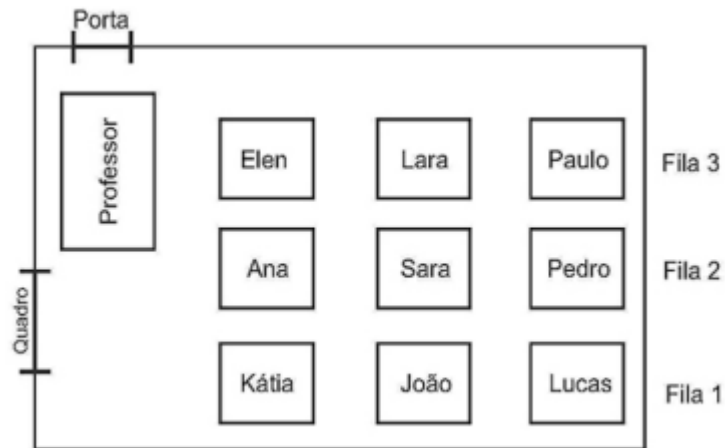 Porta
Professor
Elen Lara Paulo Fila 3
Ana Sara Pedro Fila 2
Quadro
Kátia João Lucas Fila 1